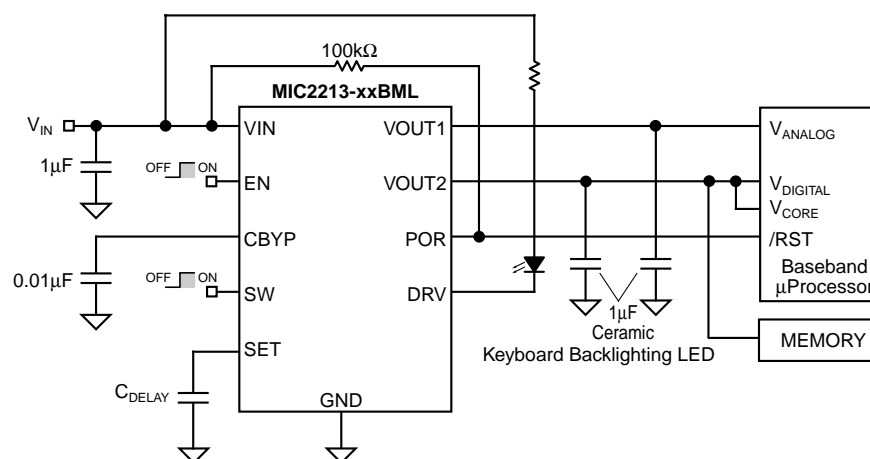 100kΩ
MIC2213-xxBML
V_IN
VIN
VOUT1
V_ANALOG
1µF
OFF ON
EN
VOUT2
V_DIGITAL
V_CORE
CBYP
POR
/RST
0.01µF
OFF ON
SW
DRV
Baseband
µProcessor
1µF
Ceramic
Keyboard Backlighting LED
SET
MEMORY
C_DELAY
GND